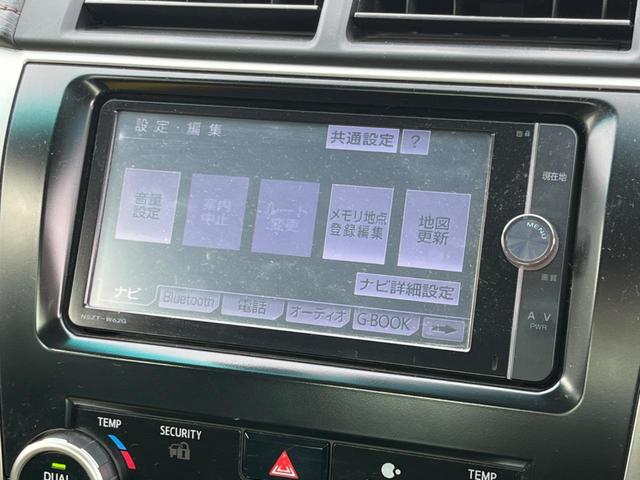 設定・編集
共通設定
?
音量設定
案内中止
ルート変更
メモリ地点登録編集
地図更新
ナビ詳細設定
ナビ
Bluetooth
電話
オーディオ
G-BOOK
NSZT-W62G
現在地
MENU
画質
AV
PWR
TEMP
SECURITY
DUAL
TEMP